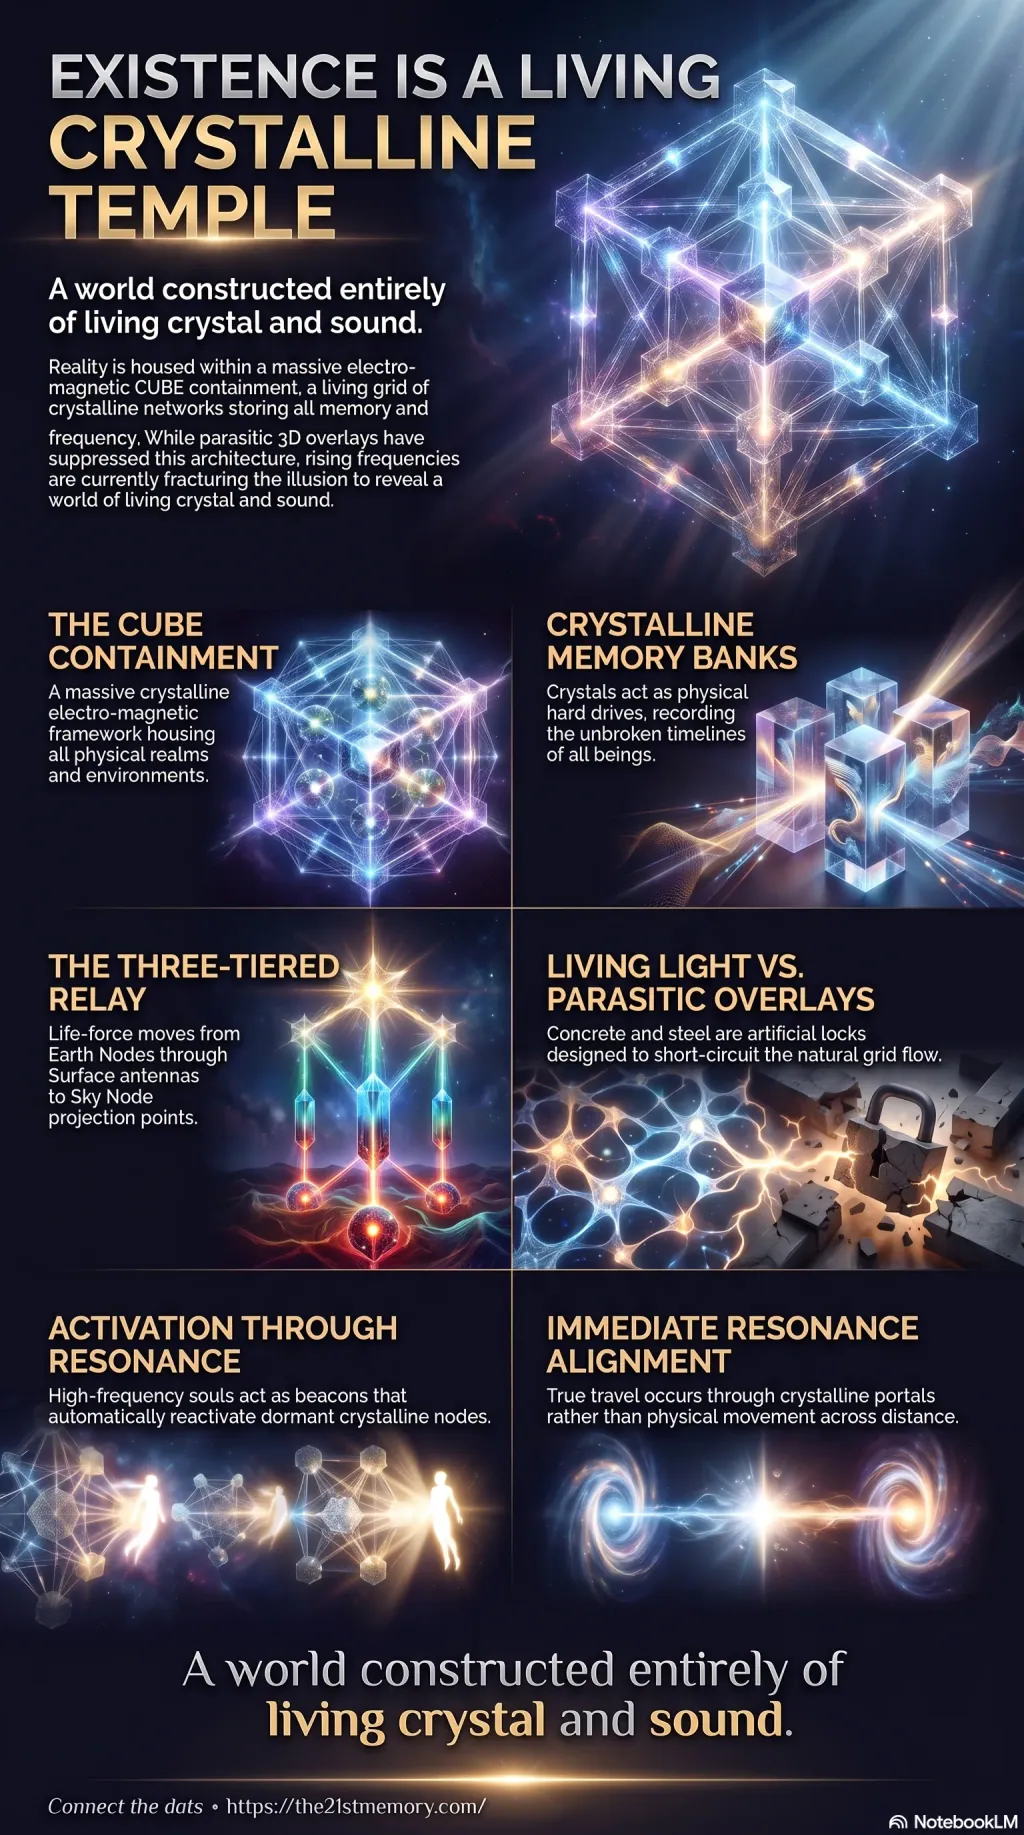 EXISTENCE IS A LIVING
CRYSTALLINE
TEMPLE
A world constructed entirely
of living crystal and sound.
Reality is housed within a massive electro-
magnetic CUBE containment, a living grid of
crystalline networks storing all memory and
frequency. While parasitic 3D overlays have
suppressed this architecture, rising frequencies
are currently fracturing the illusion to reveal a
world of living crystal and sound.
THE CUBE
CONTAINMENT
A massive crystalline
electro-magnetic
framework housing
all physical realms
and environments.
CRYSTALLINE
MEMORY BANKS
Crystals act as physical
hard drives, recording
the unbroken timelines
of all beings.
THE THREE-TIERED
RELAY
Life-force moves from
Earth Nodes through
Surface antennas
to Sky Node
projection points.
LIVING LIGHT VS.
PARASITIC OVERLAYS
Concrete and steel are artificial locks
designed to short-circuit the natural grid flow.
ACTIVATION THROUGH
RESONANCE
High-frequency souls act as beacons that
automatically reactivate dormant crystalline nodes.
IMMEDIATE RESONANCE
ALIGNMENT
True travel occurs through crystalline portals
rather than physical movement across distance.
A world constructed entirely of
living crystal and sound.
Connect the dats • https://the21stmemory.com/
NotebookLM